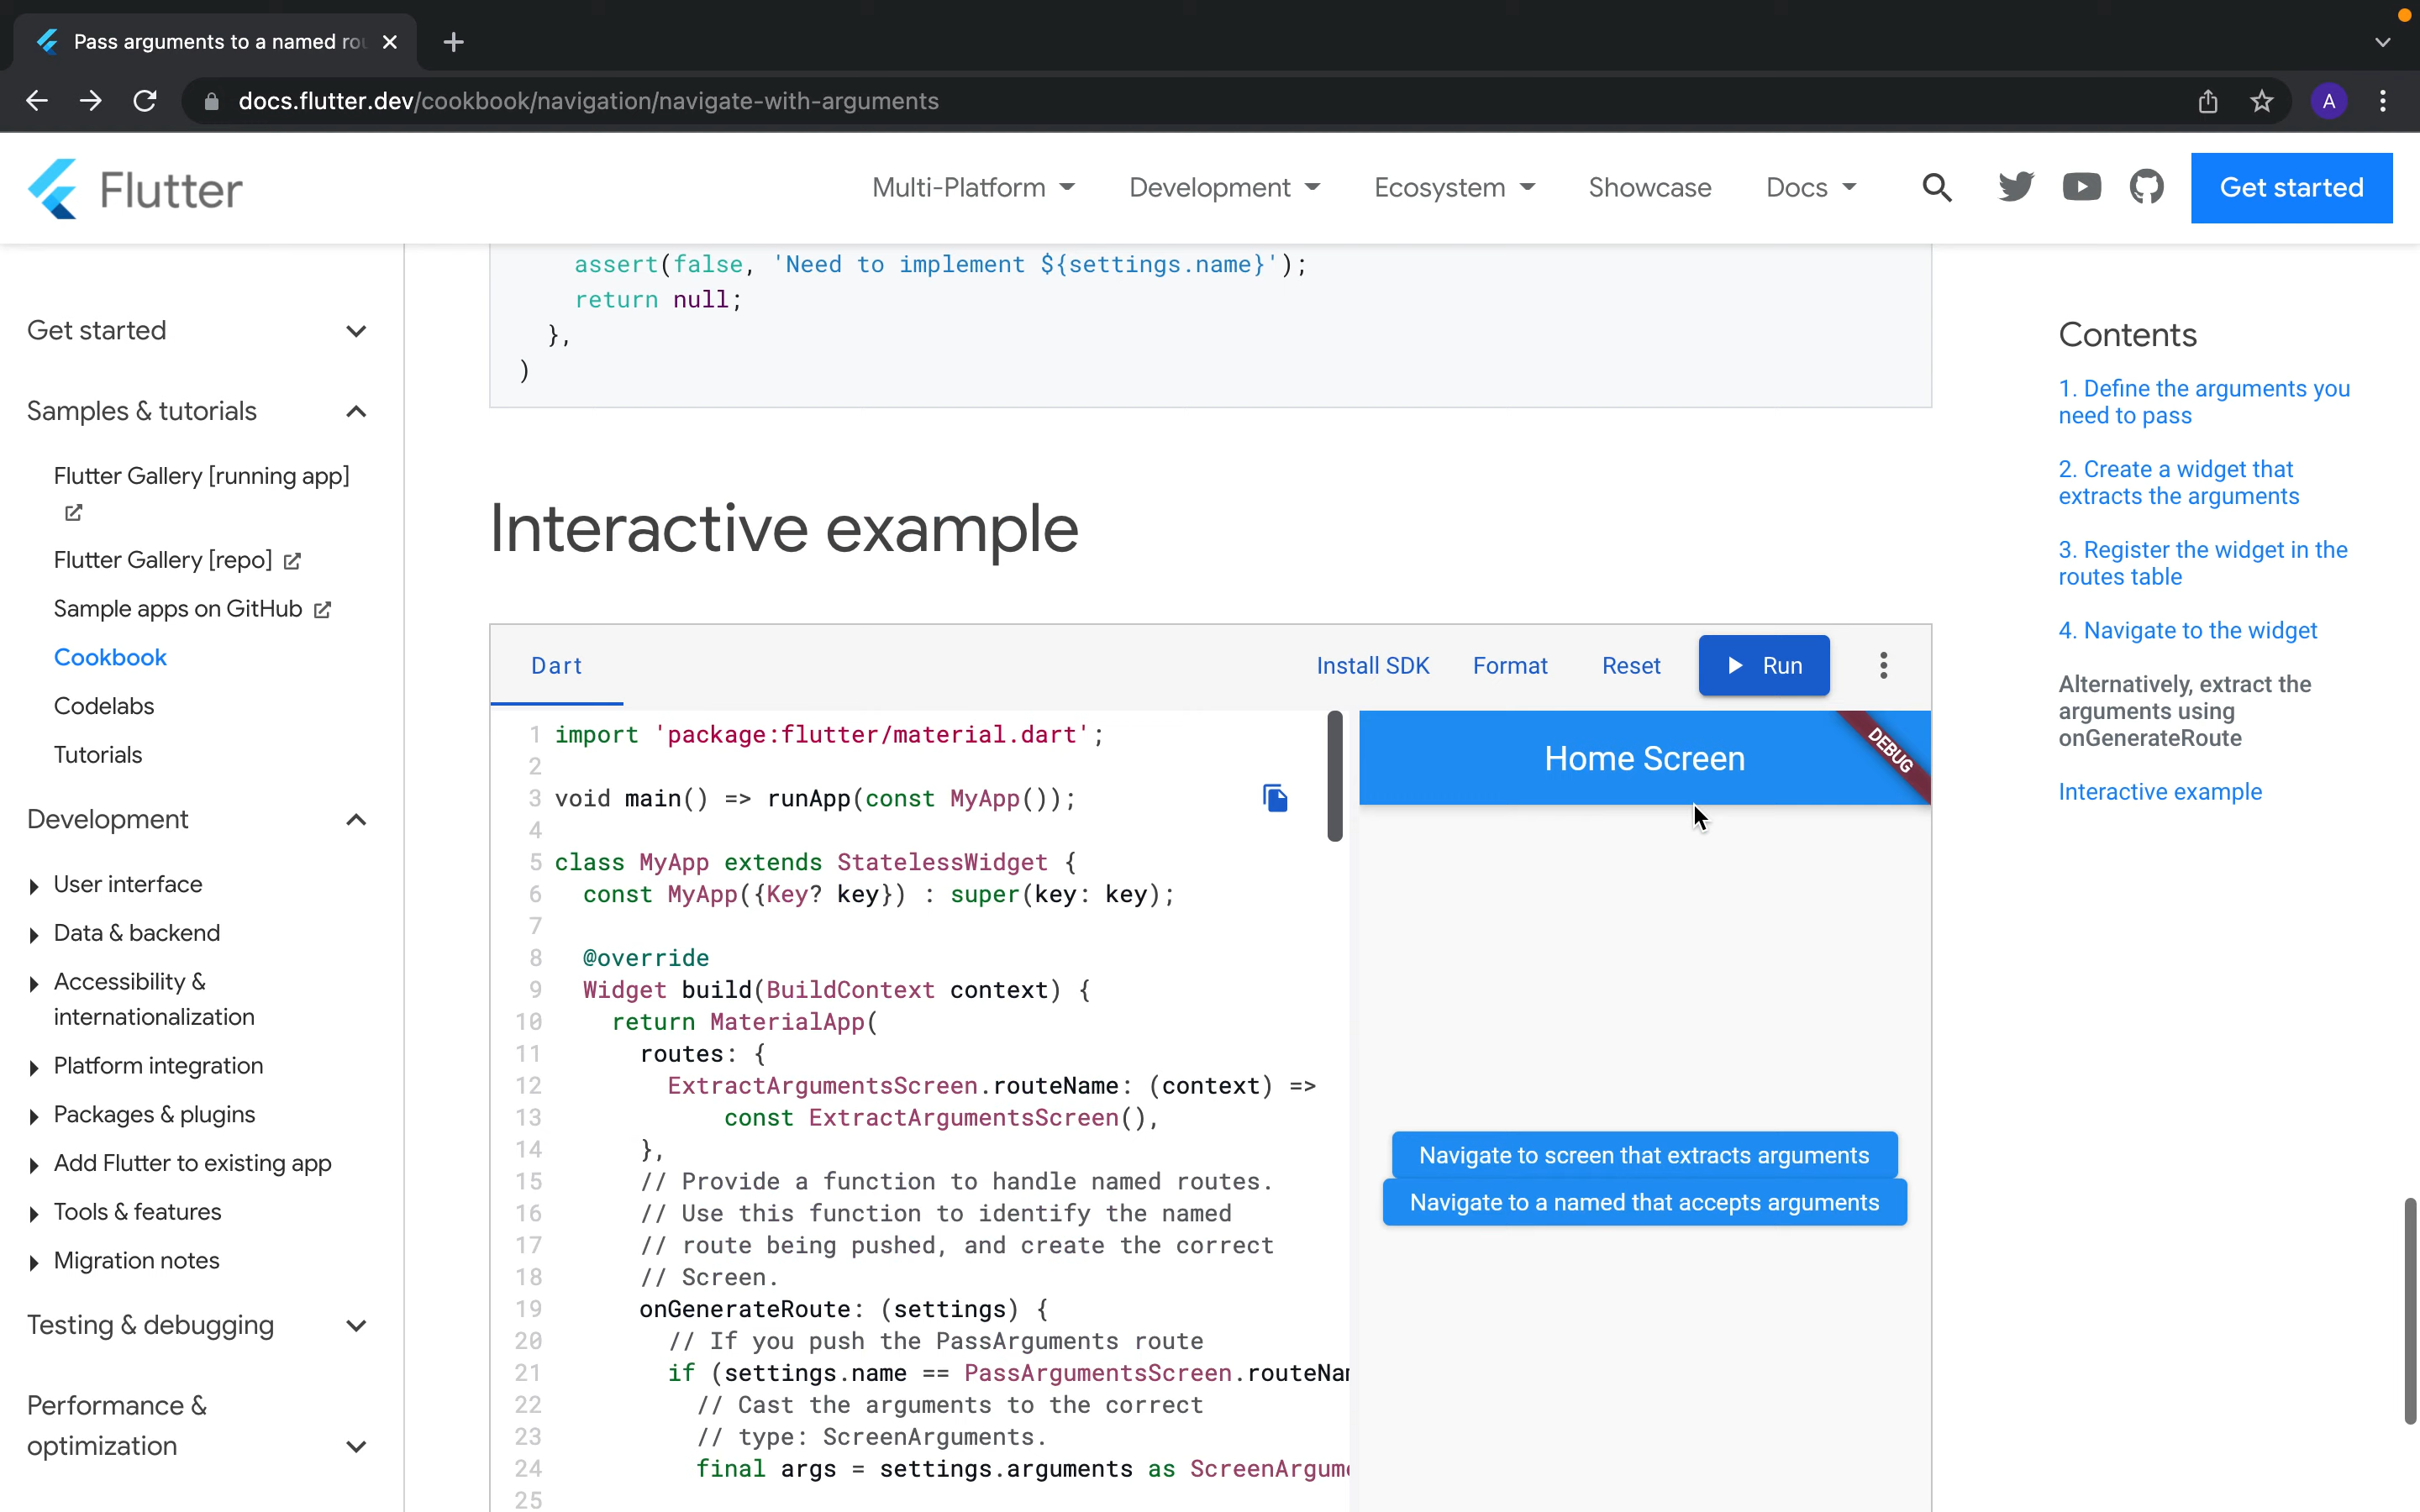 Pass arguments to a named rou
docs.flutter.dev/cookbook/navigation/navigate-with-arguments
A
Flutter
Multi-Platform
Development
Ecosystem
Showcase
Docs
Get started
Get started
Samples & tutorials
Flutter Gallery [running app]
Flutter Gallery [repo]
Sample apps on GitHub
Cookbook
Codelabs
Tutorials
Development
User interface
Data & backend
Accessibility &
internationalization
Platform integration
Packages & plugins
Add Flutter to existing app
Tools & features
Migration notes
Testing & debugging
Performance &
optimization
assert(false, 'Need to implement ${settings.name}');
return null;
},
)
Interactive example
Dart
Install SDK
Format
Reset
Run
1 import 'package:flutter/material.dart';
2
3 void main() => runApp(const MyApp());
4
5 class MyApp extends StatelessWidget {
6 const MyApp({Key? key}) : super(key: key);
7
8 @override
9 Widget build(BuildContext context) {
10 return MaterialApp(
11 routes: {
12 ExtractArgumentsScreen.routeName: (context) =>
13 const ExtractArgumentsScreen(),
14 },
15 // Provide a function to handle named routes.
16 // Use this function to identify the named
17 // route being pushed, and create the correct
18 // Screen.
19 onGenerateRoute: (settings) {
20 // If you push the PassArguments route
21 if (settings.name == PassArgumentsScreen.routeNam
22 // Cast the arguments to the correct
23 // type: ScreenArguments.
24 final args = settings.arguments as ScreenArgume
25
Home Screen
DEBUG
Navigate to screen that extracts arguments
Navigate to a named that accepts arguments
Contents
1. Define the arguments you
need to pass
2. Create a widget that
extracts the arguments
3. Register the widget in the
routes table
4. Navigate to the widget
Alternatively, extract the
arguments using
onGenerateRoute
Interactive example